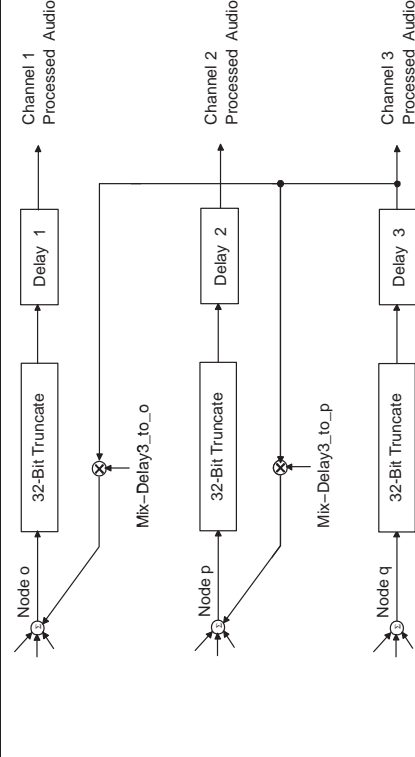 Node o
Σ
32-Bit Truncate
Delay 1
Channel 1
Processed Audio
Mix–Delay3_to_o
Node p
Σ
32-Bit Truncate
Delay 2
Channel 2
Processed Audio
Mix–Delay3_to_p
Node q
Σ
32-Bit Truncate
Delay 3
Channel 3
Processed Audio